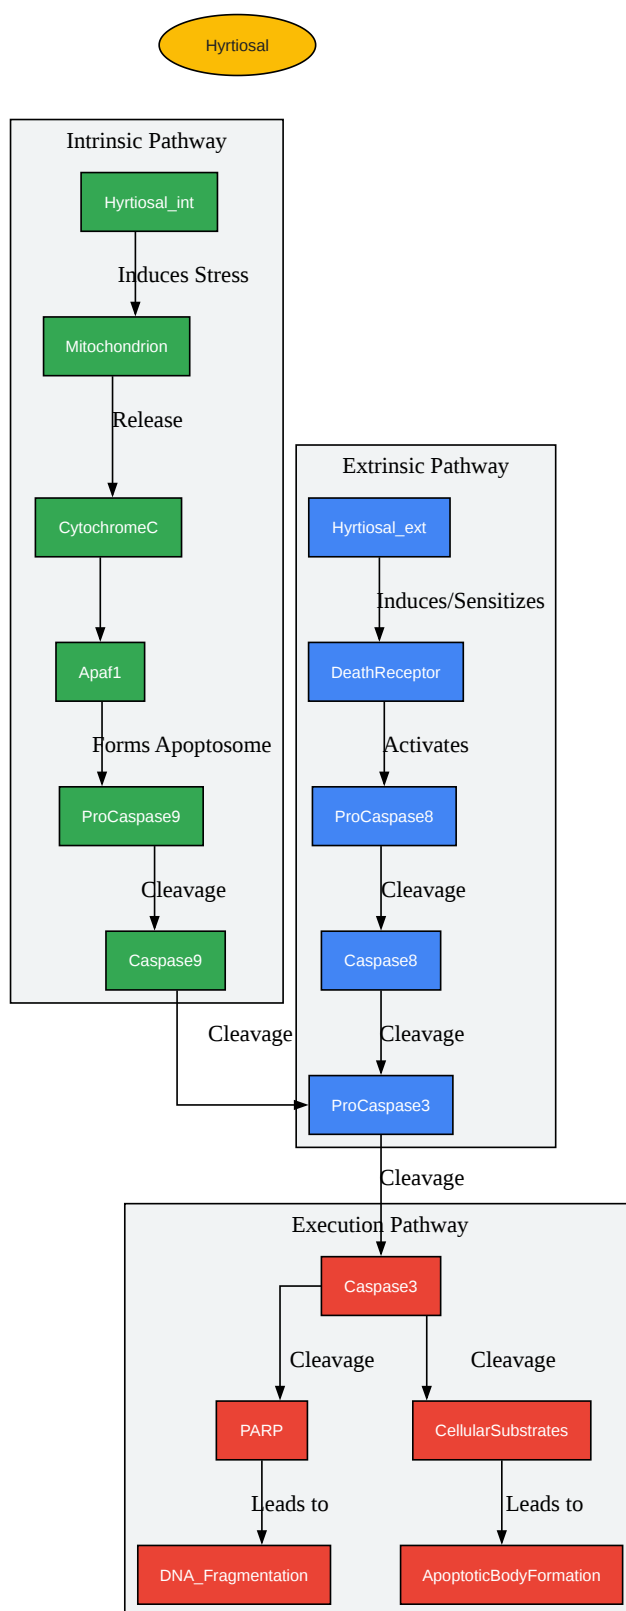 Hyrtiosal
Intrinsic Pathway
Hyrtiosal_int
Induces Stress
Mitochondrion
Release
CytochromeC
Apaf1
Forms Apoptosome
ProCaspase9
Cleavage
Caspase9
Cleavage
Extrinsic Pathway
Hyrtiosal_ext
Induces/Sensitizes
DeathReceptor
Activates
ProCaspase8
Cleavage
Caspase8
Cleavage
ProCaspase3
Cleavage
Execution Pathway
Caspase3
Cleavage
Cleavage
PARP
CellularSubstrates
Leads to
Leads to
DNA_Fragmentation
ApoptoticBodyFormation